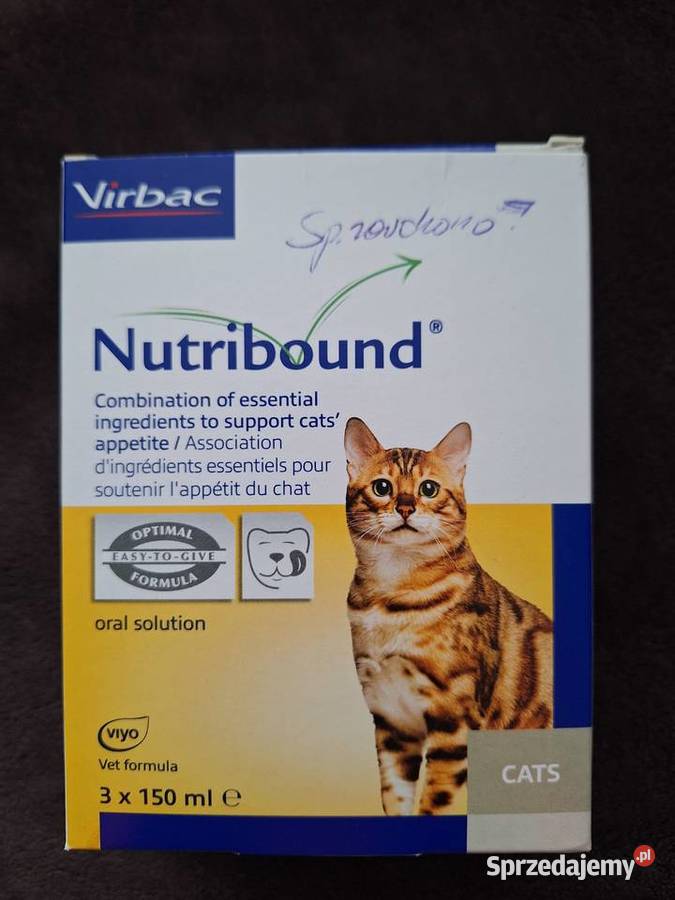 Virbac
Nutribound®
Combination of essential
ingredients to support cats'
appetite / Association
d'ingrédients essentiels pour
soutenir l'appétit du chat
OPTIMAL
EASY-TO-GIVE
FORMULA
oral solution
VIYO
Vet formula
3 x 150 ml ℮
CATS
Sprzedajemy.pl